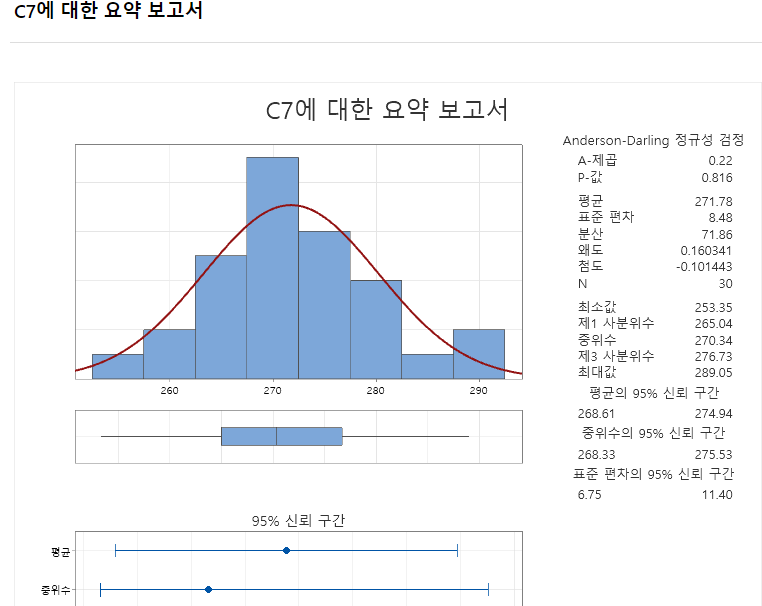 C7에 대한 요약 보고서
C7에 대한 요약 보고서
Anderson-Darling 정규성 검정
A-제곱 0.22
P-값 0.816
평균 271.78
표준 편차 8.48
분산 71.86
왜도 0.160341
첨도 -0.101443
N 30
최소값 253.35
제1 사분위수 265.04
중위수 270.34
제3 사분위수 276.73
최대값 289.05
평균의 95% 신뢰 구간
268.61 274.94
중위수의 95% 신뢰 구간
268.33 275.53
표준 편차의 95% 신뢰 구간
6.75 11.40
260 270 280 290
95% 신뢰 구간
평균
중위수